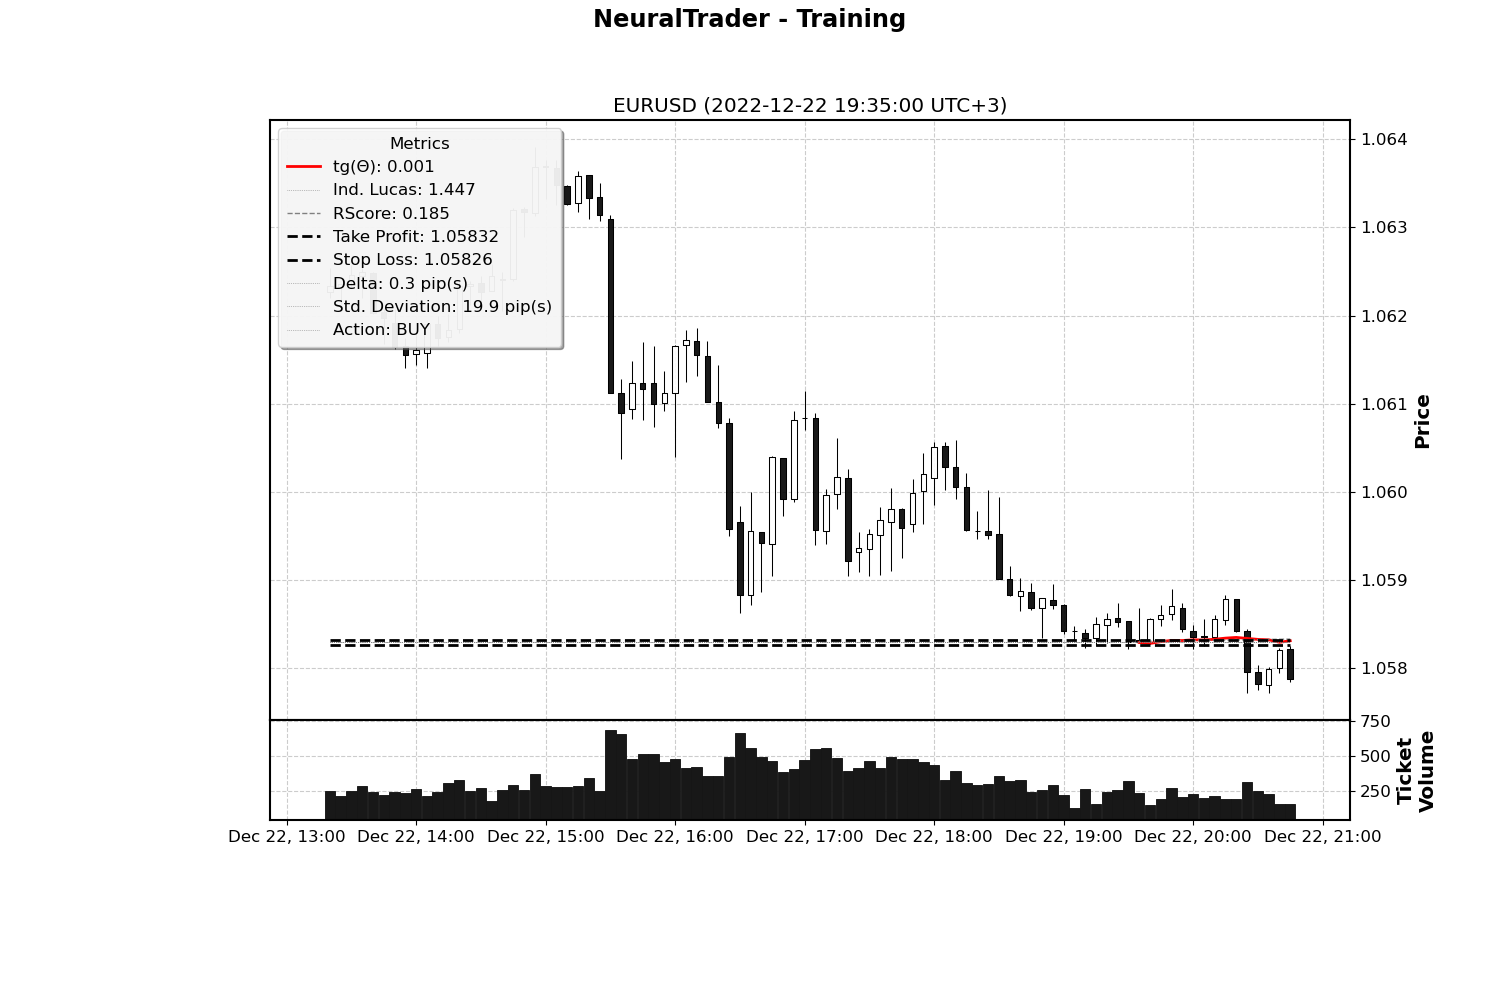 NeuralTrader - Training
EURUSD (2022-12-22 19:35:00 UTC+3)
Metrics
tg(Θ): 0.001
Ind. Lucas: 1.447
RScore: 0.185
Take Profit: 1.05832
Stop Loss: 1.05826
Delta: 0.3 pip(s)
Std. Deviation: 19.9 pip(s)
Action: BUY
1.064
1.063
1.062
1.061
1.060
1.059
1.058
Price
750
500
250
Ticket
Volume
Dec 22, 13:00 Dec 22, 14:00 Dec 22, 15:00 Dec 22, 16:00 Dec 22, 17:00 Dec 22, 18:00 Dec 22, 19:00 Dec 22, 20:00 Dec 22, 21:00